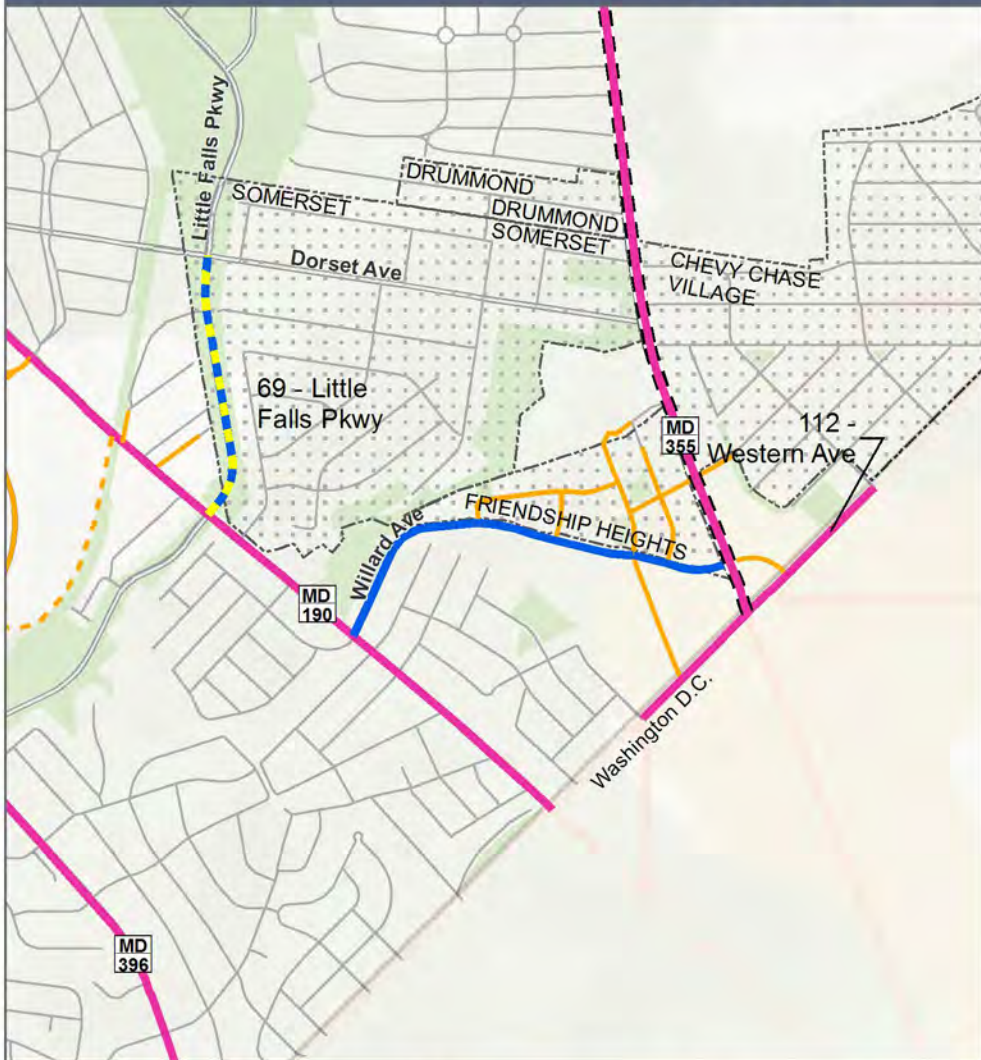 Little Falls Pkwy
DRUMMOND
SOMERSET
DRUMMOND
SOMERSET
Dorset Ave
CHEVY CHASE
VILLAGE
69 - Little
Falls Pkwy
MD
355
112 -
Western Ave
FRIENDSHIP HEIGHTS
Willard Ave
MD
190
Washington D.C.
MD
396